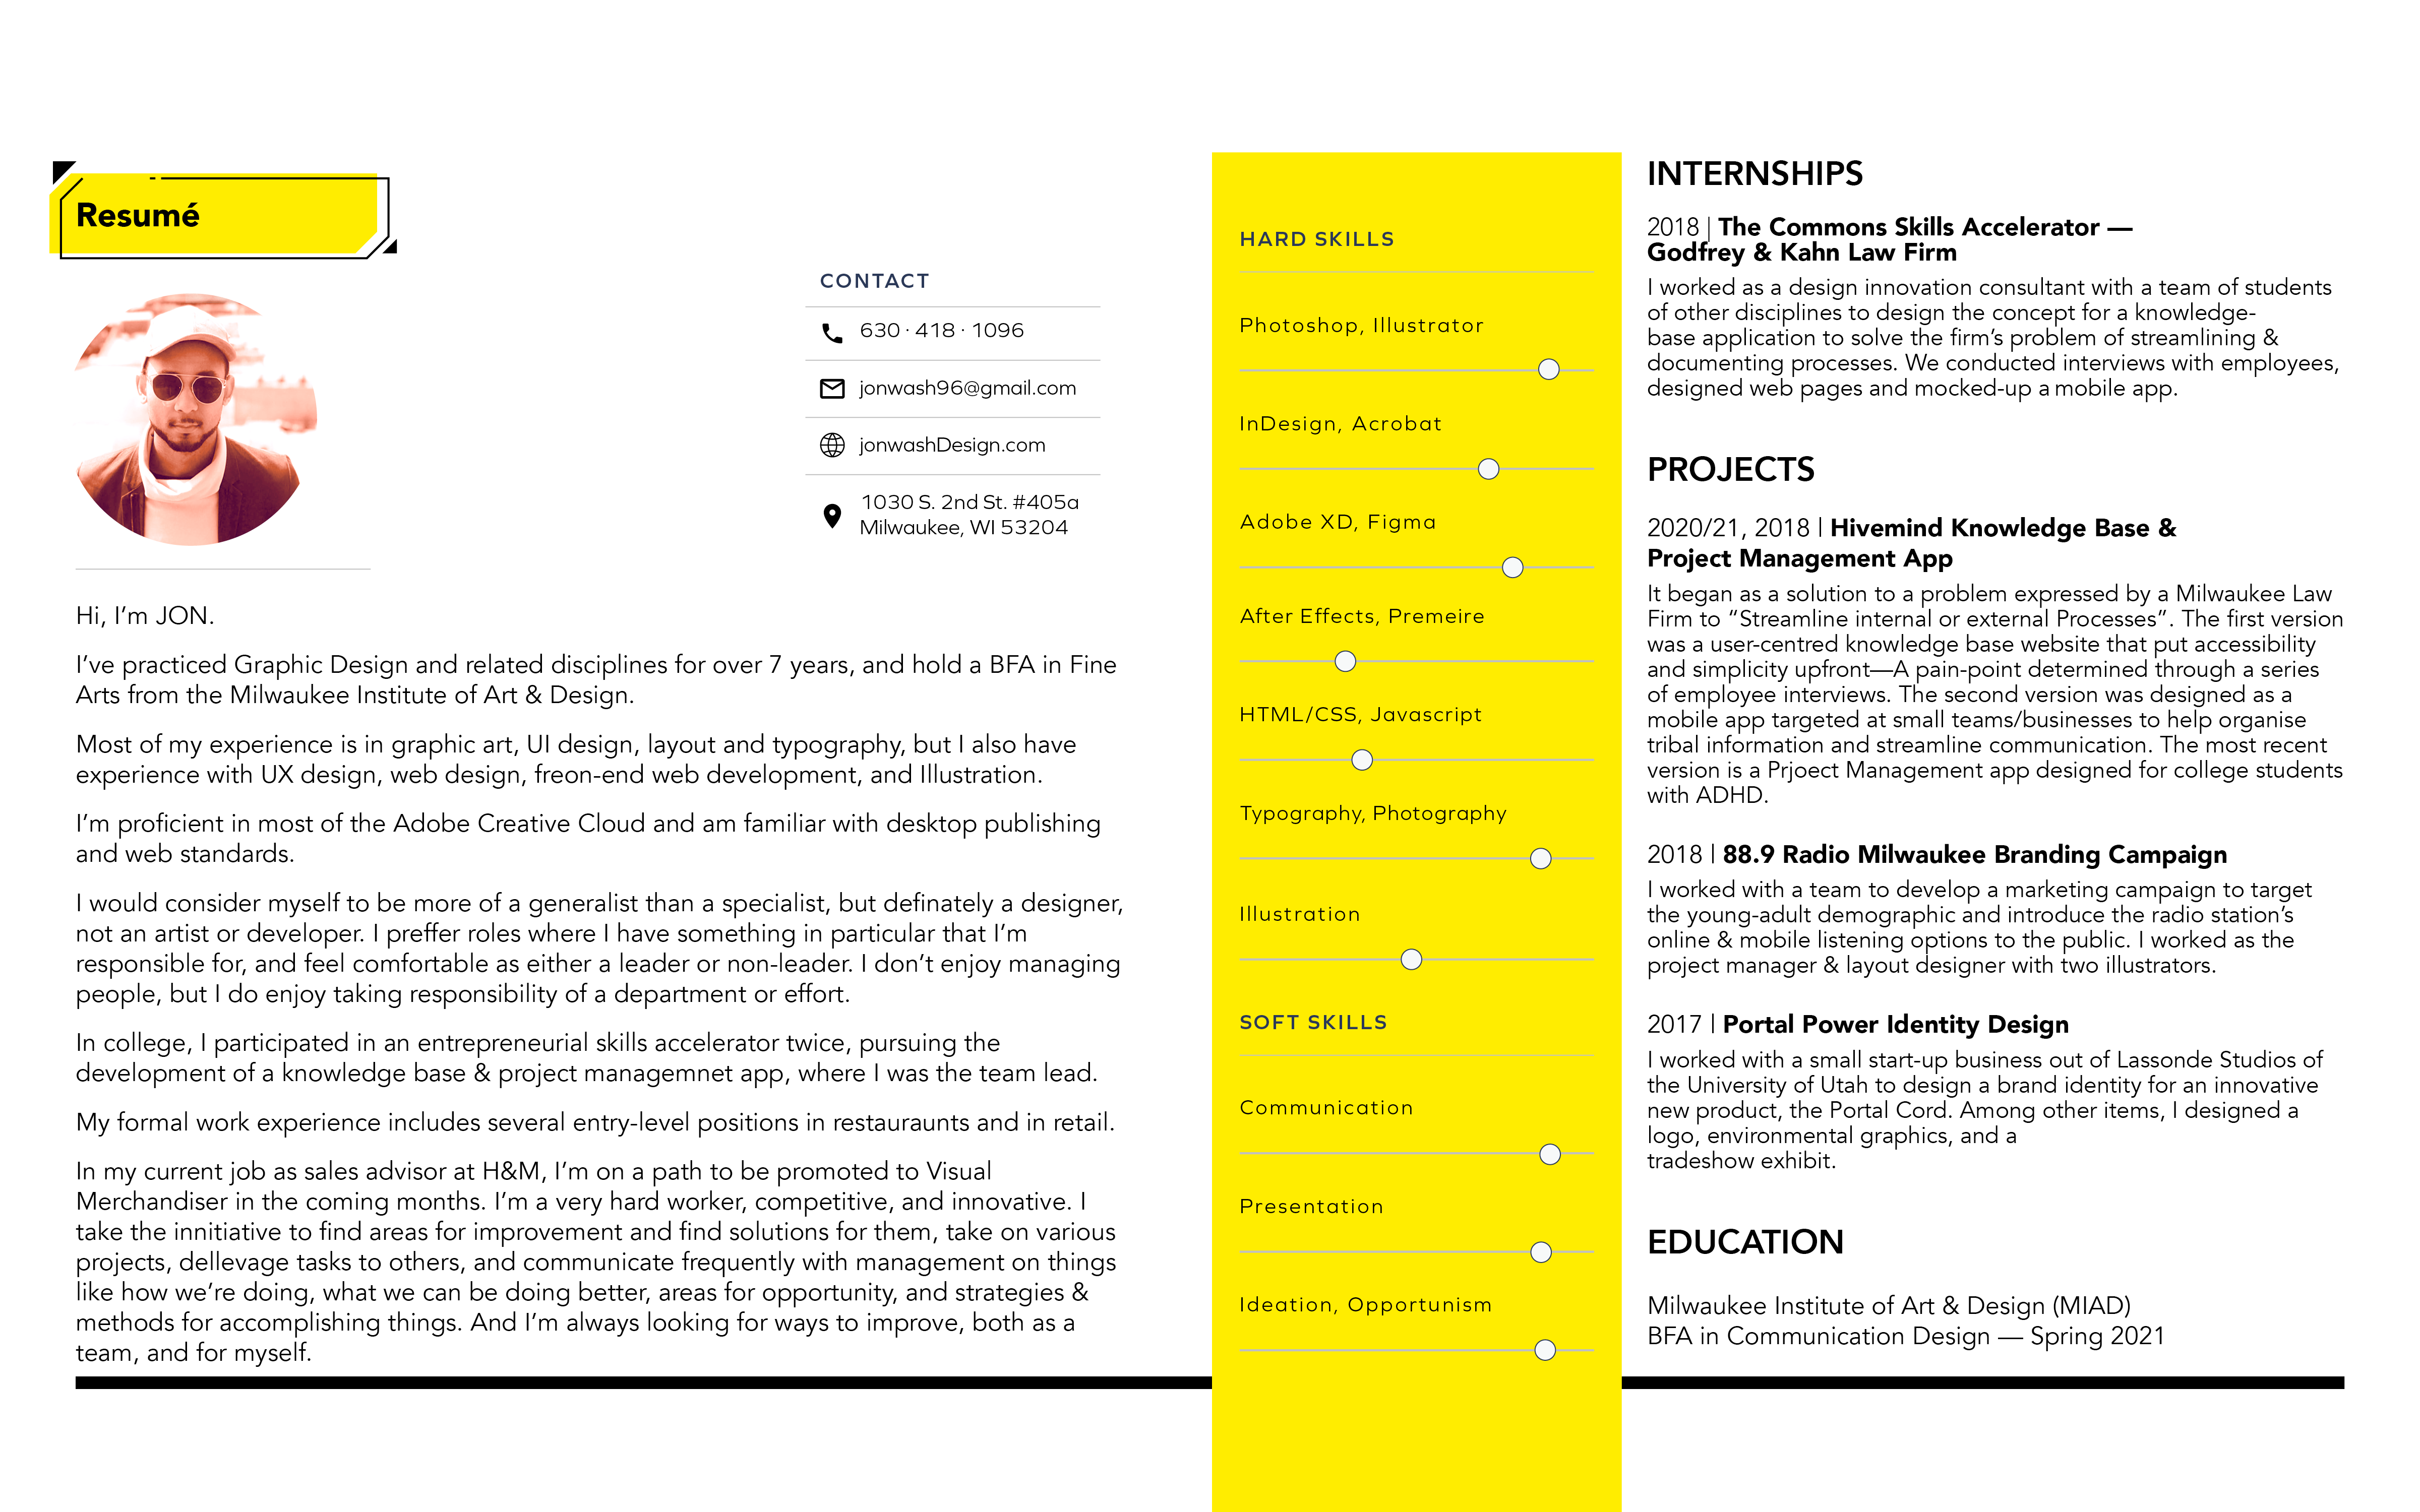 Resumé
CONTACT
630 · 418 · 1096
jonwash96@gmail.com
jonwashDesign.com
1030 S. 2nd St. #405a
Milwaukee, WI 53204
Hi, I’m JON.
I’ve practiced Graphic Design and related disciplines for over 7 years, and hold a BFA in Fine
Arts from the Milwaukee Institute of Art & Design.
Most of my experience is in graphic art, UI design, layout and typography, but I also have
experience with UX design, web design, freon-end web development, and Illustration.
I’m proficient in most of the Adobe Creative Cloud and am familiar with desktop publishing
and web standards.
I would consider myself to be more of a generalist than a specialist, but definately a designer,
not an artist or developer. I preffer roles where I have something in particular that I’m
responsible for, and feel comfortable as either a leader or non-leader. I don’t enjoy managing
people, but I do enjoy taking responsibility of a department or effort.
In college, I participated in an entrepreneurial skills accelerator twice, pursuing the
development of a knowledge base & project managemnet app, where I was the team lead.
My formal work experience includes several entry-level positions in restauraunts and in retail.
In my current job as sales advisor at H&M, I’m on a path to be promoted to Visual
Merchandiser in the coming months. I’m a very hard worker, competitive, and innovative. I
take the innitiative to find areas for improvement and find solutions for them, take on various
projects, dellevage tasks to others, and communicate frequently with management on things
like how we’re doing, what we can be doing better, areas for opportunity, and strategies &
methods for accomplishing things. And I’m always looking for ways to improve, both as a
team, and for myself.
HARD SKILLS
Photoshop, Illustrator
InDesign, Acrobat
Adobe XD, Figma
After Effects, Premeire
HTML/CSS, Javascript
Typography, Photography
Illustration
SOFT SKILLS
Communication
Presentation
Ideation, Opportunism
INTERNSHIPS
2018 | The Commons Skills Accelerator —
Godfrey & Kahn Law Firm
I worked as a design innovation consultant with a team of students
of other disciplines to design the concept for a knowledge-
base application to solve the firm’s problem of streamlining &
documenting processes. We conducted interviews with employees,
designed web pages and mocked-up a mobile app.
PROJECTS
2020/21, 2018 | Hivemind Knowledge Base &
Project Management App
It began as a solution to a problem expressed by a Milwaukee Law
Firm to “Streamline internal or external Processes”. The first version
was a user-centred knowledge base website that put accessibility
and simplicity upfront—A pain-point determined through a series
of employee interviews. The second version was designed as a
mobile app targeted at small teams/businesses to help organise
tribal information and streamline communication. The most recent
version is a Prjoect Management app designed for college students
with ADHD.
2018 | 88.9 Radio Milwaukee Branding Campaign
I worked with a team to develop a marketing campaign to target
the young-adult demographic and introduce the radio station’s
online & mobile listening options to the public. I worked as the
project manager & layout designer with two illustrators.
2017 | Portal Power Identity Design
I worked with a small start-up business out of Lassonde Studios of
the University of Utah to design a brand identity for an innovative
new product, the Portal Cord. Among other items, I designed a
logo, environmental graphics, and a
tradeshow exhibit.
EDUCATION
Milwaukee Institute of Art & Design (MIAD)
BFA in Communication Design — Spring 2021